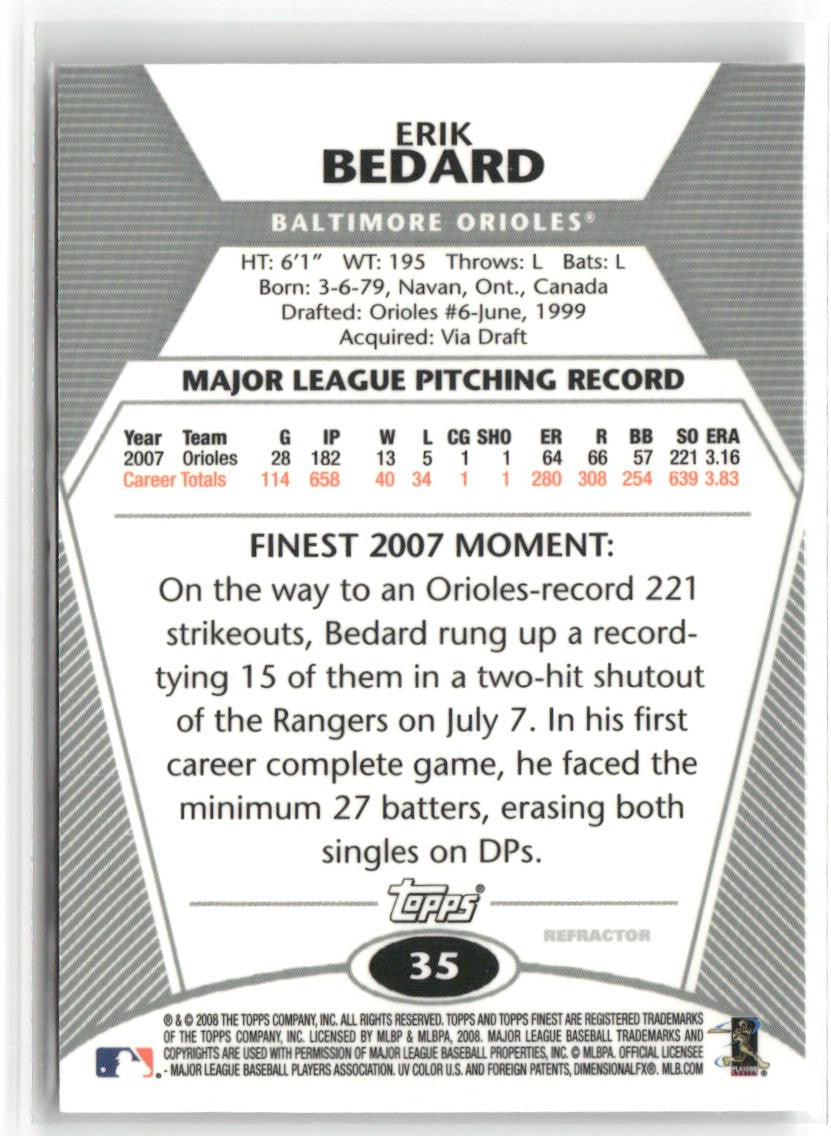 ERIK
BEDARD
BALTIMORE ORIOLES®
HT: 6'1" WT: 195 Throws: L Bats: L
Born: 3-6-79, Navan, Ont., Canada
Drafted: Orioles #6-June, 1999
Acquired: Via Draft
MAJOR LEAGUE PITCHING RECORD
Year Team G IP W L CG SHO ER R BB SO ERA
2007 Orioles 28 182 13 5 1 1 64 66 57 221 3.16
Career Totals 114 658 40 34 1 1 280 308 254 639 3.83
FINEST 2007 MOMENT:
On the way to an Orioles-record 221
strikeouts, Bedard rung up a record-
tying 15 of them in a two-hit shutout
of the Rangers on July 7. In his first
career complete game, he faced the
minimum 27 batters, erasing both
singles on DPs.
topps®
REFRACTOR
35
® & © 2008 THE TOPPS COMPANY, INC. ALL RIGHTS RESERVED. TOPPS AND TOPPS FINEST ARE REGISTERED TRADEMARKS
OF THE TOPPS COMPANY, INC. LICENSED BY MLBP & MLBPA, 2008. MAJOR LEAGUE BASEBALL TRADEMARKS AND
COPYRIGHTS ARE USED WITH PERMISSION OF MAJOR LEAGUE BASEBALL PROPERTIES, INC. © MLBPA. OFFICIAL LICENSEE
- MAJOR LEAGUE BASEBALL PLAYERS ASSOCIATION. UV COLOR U.S. AND FOREIGN PATENTS, DIMENSIONALFX®. MLB.COM
PLAYERS